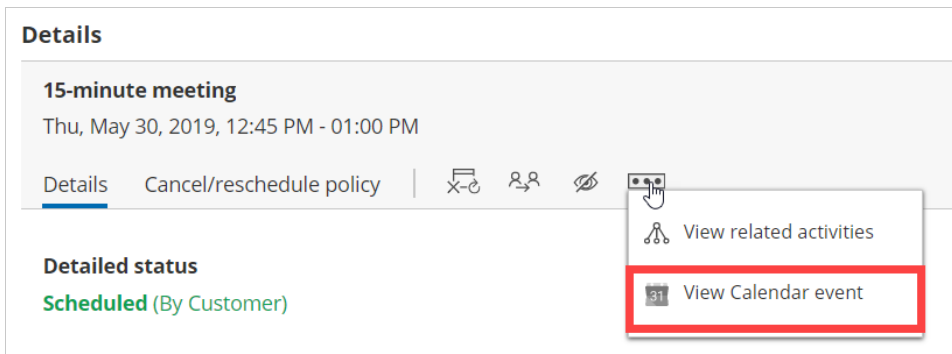 Details
15-minute meeting
Thu, May 30, 2019, 12:45 PM - 01:00 PM
Details Cancel/reschedule policy
View related activities
Detailed status
31 View Calendar event
Scheduled (By Customer)